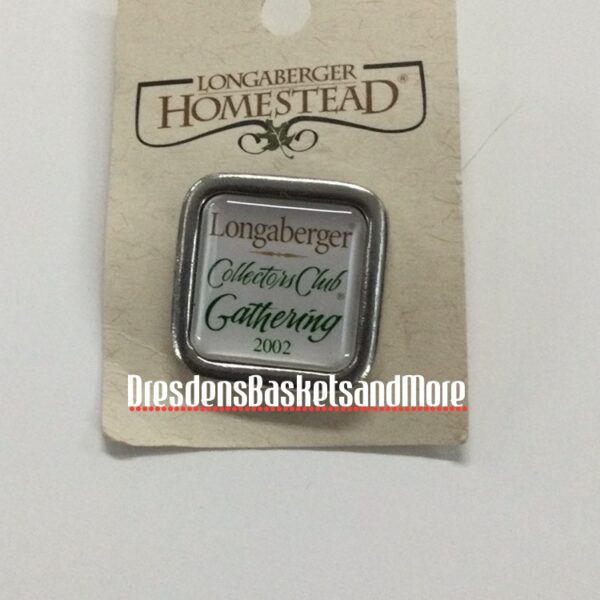 LONGABERGER
HOMESTEAD®
Longaberger
Collectors Club®
Gathering
2002
DresdensBasketsandMore